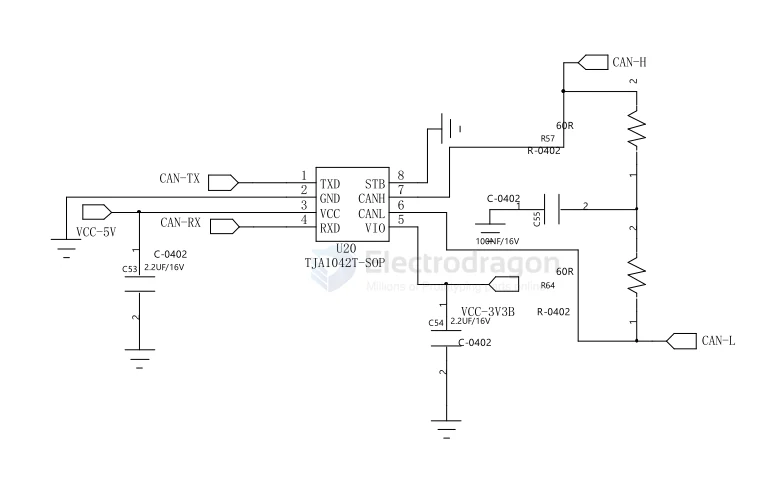 CAN-H
2
60R
R57
R-0402
1
CAN-TX
1
TXD
STB
8
2
GND
CANH
7
3
VCC
CANL
6
4
RXD
VIO
5
VCC-5V
CAN-RX
U20
TJA1042T-SOP
C-0402
1
2
C55
100NF/16V
1
C-0402
C53
2.2UF/16V
2
Electrodragon
2
60R
R64
R-0402
1
CAN-L
VCC-3V3B
1
C54
2.2UF/16V
C-0402
2